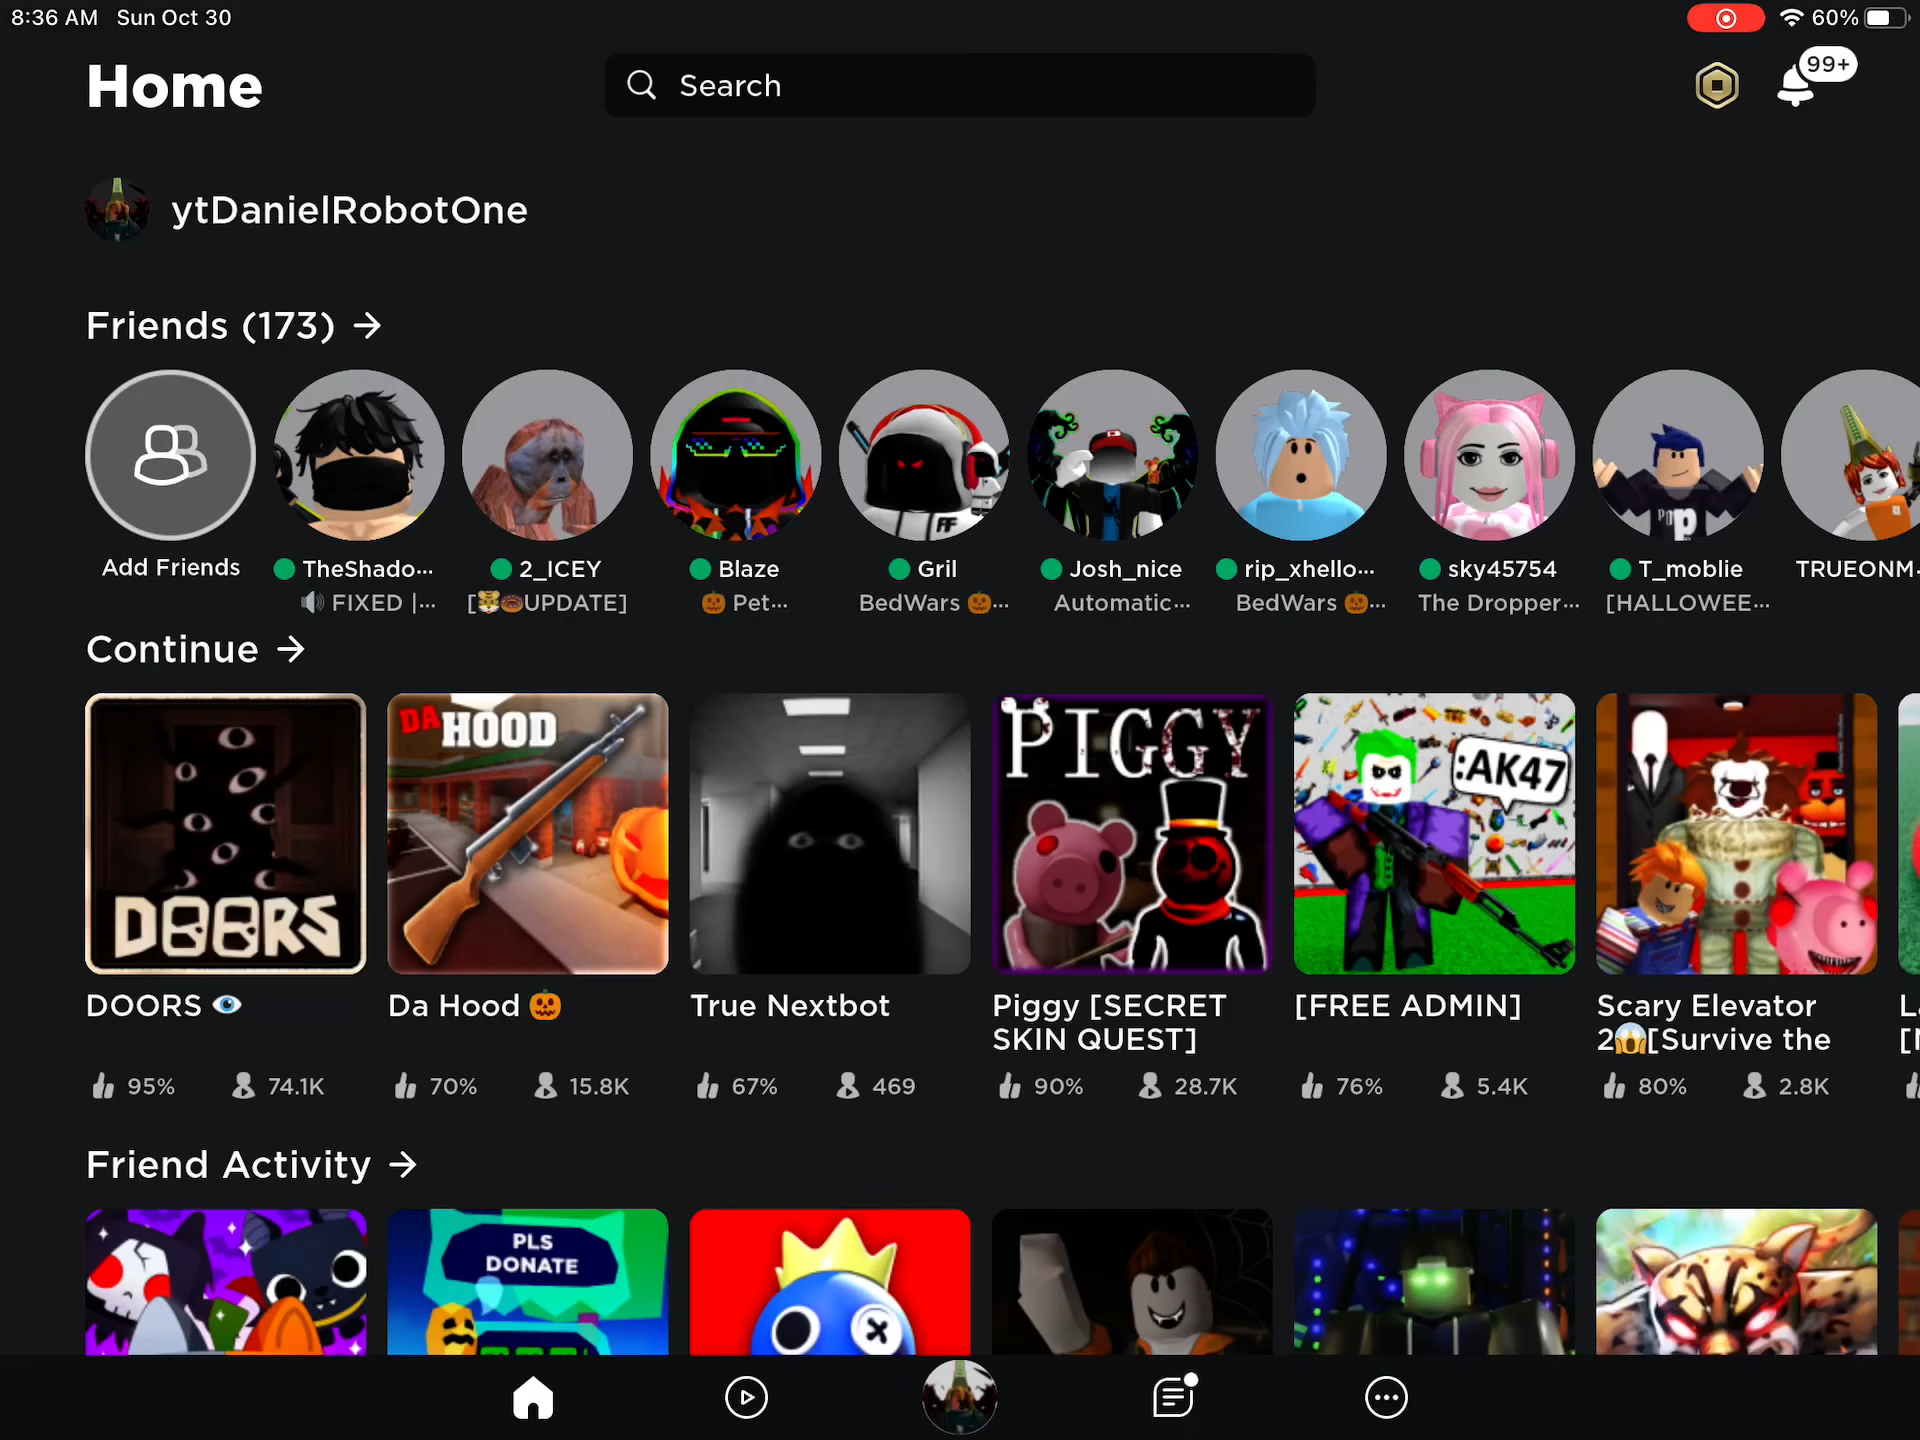 8:36 AM Sun Oct 30
60%
Home
Search
99+
ytDanielRobotOne
Friends (173) →
Add Friends
TheShado...
FIXED |...
2_ICEY
[🐯🍩UPDATE]
Blaze
🎃 Pet...
Gril
BedWars 🎃...
Josh_nice
Automatic...
rip_xhello...
BedWars 🎃...
sky45754
The Dropper...
T_moblie
[HALLOWEE...
TRUEONM
Continue →
DOORS
DA HOOD
PIGGY
:AK47
FF
P
DOORS 👁
Da Hood 🎃
True Nextbot
Piggy [SECRET
SKIN QUEST]
[FREE ADMIN]
Scary Elevator
2😱[Survive the
95% 74.1K
70% 15.8K
67% 469
90% 28.7K
76% 5.4K
80% 2.8K
Friend Activity →
PLS
DONATE